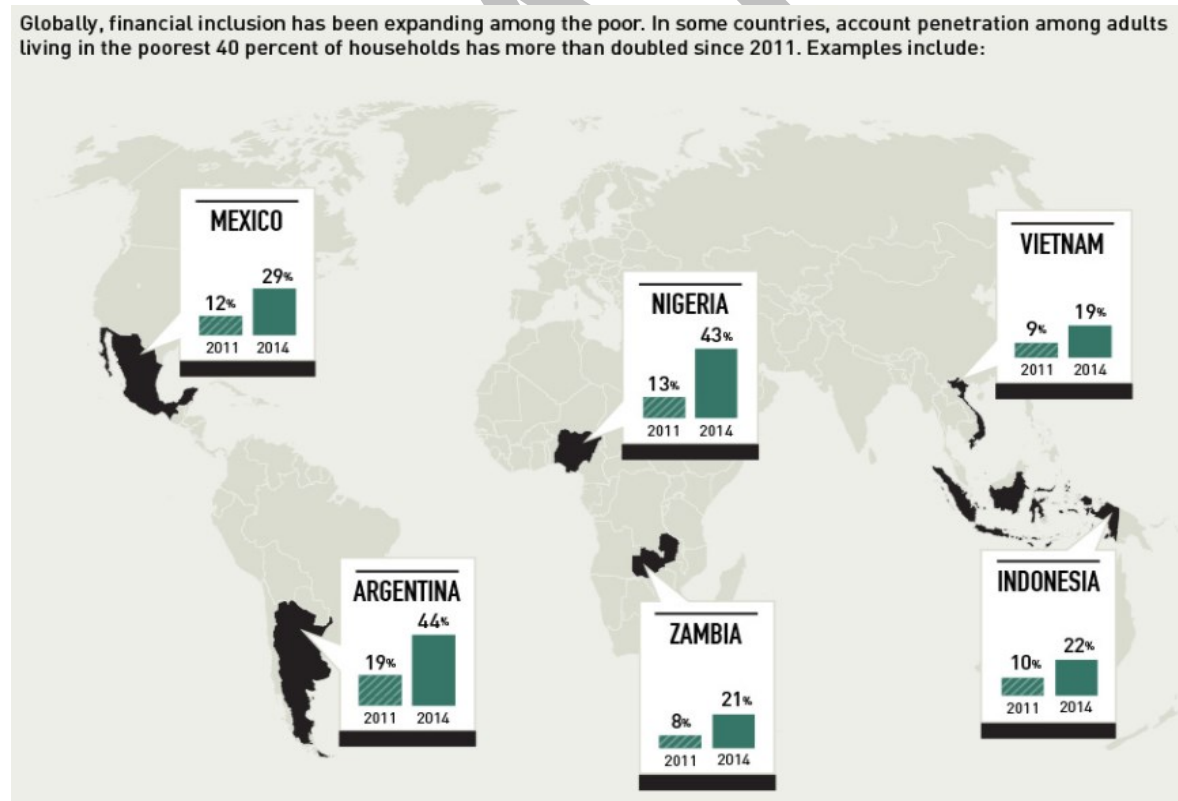 Globally, financial inclusion has been expanding among the poor. In some countries, account penetration among adults
living in the poorest 40 percent of households has more than doubled since 2011. Examples include:
MEXICO
12%
29%
2011 2014
VIETNAM
9%
19%
2011 2014
NIGERIA
13%
43%
2011 2014
ARGENTINA
19%
44%
2011 2014
ZAMBIA
8%
21%
2011 2014
INDONESIA
10%
22%
2011 2014